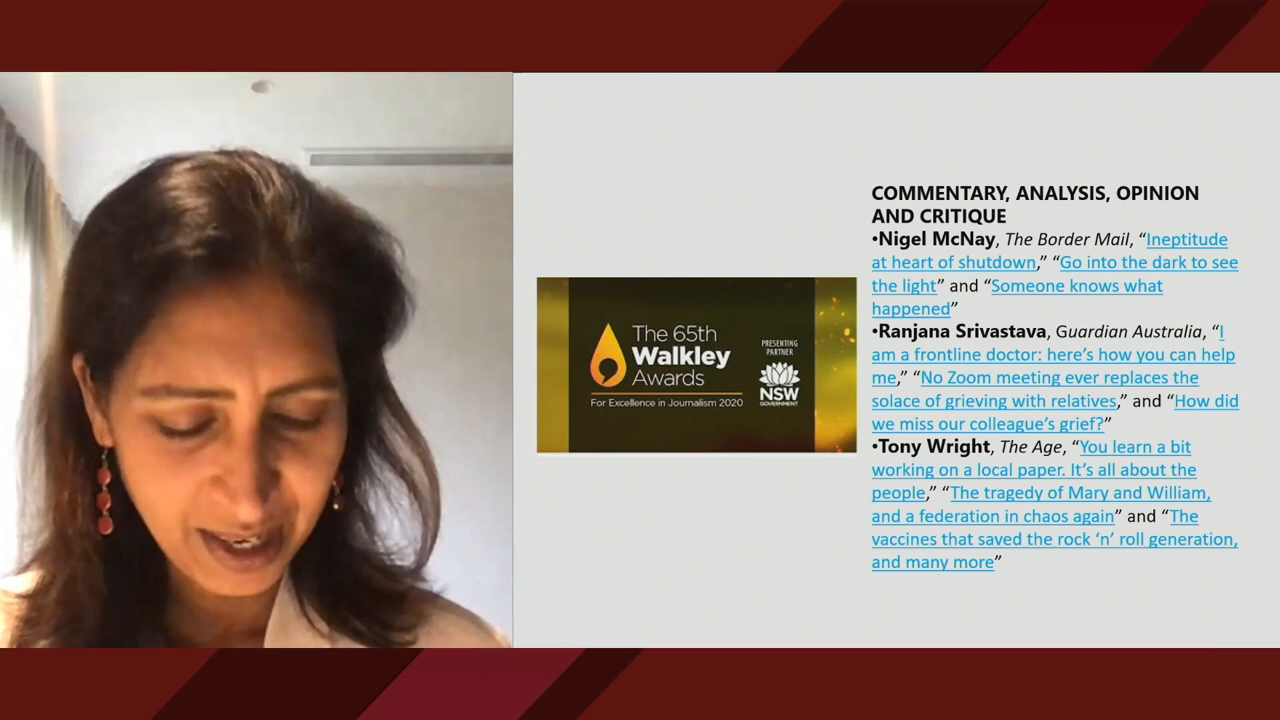 COMMENTARY, ANALYSIS, OPINION
AND CRITIQUE
•Nigel McNay, The Border Mail, “Ineptitude
at heart of shutdown,” “Go into the dark to see
the light” and “Someone knows what
happened”
•Ranjana Srivastava, Guardian Australia, “I
am a frontline doctor: here’s how you can help
me,” “No Zoom meeting ever replaces the
solace of grieving with relatives,” and “How did
we miss our colleague’s grief?”
•Tony Wright, The Age, “You learn a bit
working on a local paper. It’s all about the
people,” “The tragedy of Mary and William,
and a federation in chaos again” and “The
vaccines that saved the rock ‘n’ roll generation,
and many more”
The 65th
Walkley
Awards
For Excellence in Journalism 2020
PRESENTING
PARTNER
NSW
GOVERNMENT